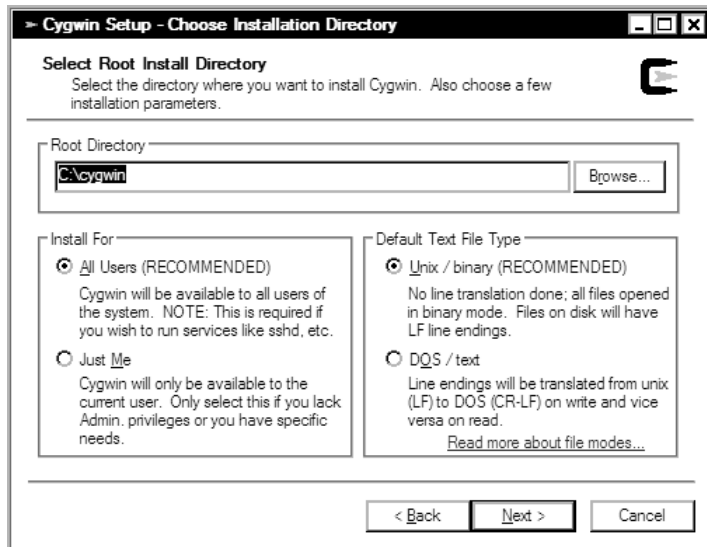 Cygwin Setup - Choose Installation Directory
Select Root Install Directory
Select the directory where you want to install Cygwin. Also choose a few
installation parameters.
Root Directory
C:\cygwin
Browse...
Install For
All Users (RECOMMENDED)
Cygwin will be available to all users of
the system. NOTE: This is required if
you wish to run services like sshd, etc.
Just Me
Cygwin will only be available to the
current user. Only select this if you lack
Admin. privileges or you have specific
needs.
Default Text File Type
Unix / binary (RECOMMENDED)
No line translation done; all files opened
in binary mode. Files on disk will have
LF line endings.
DOS / text
Line endings will be translated from unix
(LF) to DOS (CR-LF) on write and vice
versa on read.
Read more about file modes...
< Back
Next >
Cancel